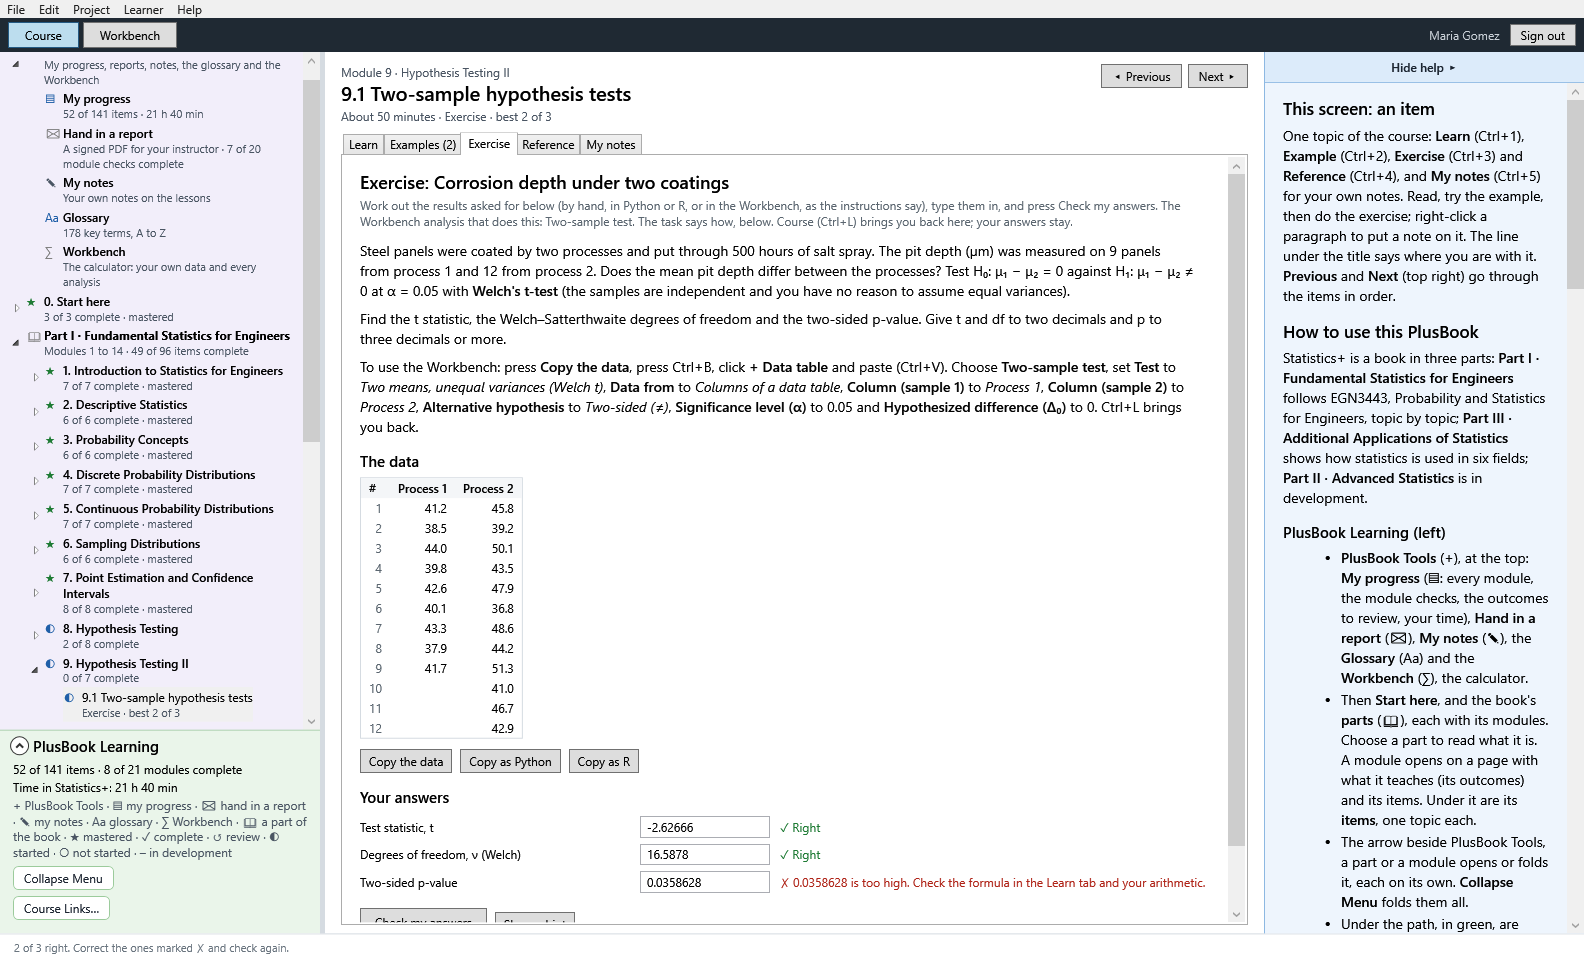 File Edit Project Learner Help
Course Workbench Maria Gomez Sign out
My progress, reports, notes, the glossary and the
Workbench
My progress
52 of 141 items · 21 h 40 min
Hand in a report
A signed PDF for your instructor · 7 of 20
module checks complete
My notes
Your own notes on the lessons
Aa Glossary
178 key terms, A to Z
∑ Workbench
The calculator: your own data and every
analysis
★ 0. Start here
3 of 3 complete · mastered
Part I · Fundamental Statistics for Engineers
Modules 1 to 14 · 49 of 96 items complete
★ 1. Introduction to Statistics for Engineers
7 of 7 complete · mastered
★ 2. Descriptive Statistics
6 of 6 complete · mastered
★ 3. Probability Concepts
6 of 6 complete · mastered
★ 4. Discrete Probability Distributions
7 of 7 complete · mastered
★ 5. Continuous Probability Distributions
7 of 7 complete · mastered
★ 6. Sampling Distributions
6 of 6 complete · mastered
★ 7. Point Estimation and Confidence
Intervals
8 of 8 complete · mastered
8. Hypothesis Testing
2 of 8 complete
9. Hypothesis Testing II
0 of 7 complete
9.1 Two-sample hypothesis tests
Exercise · best 2 of 3
PlusBook Learning
52 of 141 items · 8 of 21 modules complete
Time in Statistics+: 21 h 40 min
+ PlusBook Tools · ▤ my progress · ✉ hand in a report
· ✎ my notes · Aa glossary · ∑ Workbench · 🕮 a part of
the book · ★ mastered · ✓ complete · ↺ review · ◐
started · ○ not started · – in development
Collapse Menu
Course Links...
Module 9 · Hypothesis Testing II
9.1 Two-sample hypothesis tests
About 50 minutes · Exercise · best 2 of 3
◂ Previous Next ▸
Learn Examples (2) Exercise Reference My notes
Exercise: Corrosion depth under two coatings
Work out the results asked for below (by hand, in Python or R, or in the Workbench, as the instructions say), type them in, and press Check my answers. The
Workbench analysis that does this: Two-sample test. The task says how, below. Course (Ctrl+L) brings you back here; your answers stay.
Steel panels were coated by two processes and put through 500 hours of salt spray. The pit depth (µm) was measured on 9 panels
from process 1 and 12 from process 2. Does the mean pit depth differ between the processes? Test H₀: µ₁ − µ₂ = 0 against H₁: µ₁ − µ₂ ≠
0 at α = 0.05 with Welch's t-test (the samples are independent and you have no reason to assume equal variances).
Find the t statistic, the Welch–Satterthwaite degrees of freedom and the two-sided p-value. Give t and df to two decimals and p to
three decimals or more.
To use the Workbench: press Copy the data, press Ctrl+B, click + Data table and paste (Ctrl+V). Choose Two-sample test, set Test to
Two means, unequal variances (Welch t), Data from to Columns of a data table, Column (sample 1) to Process 1, Column (sample 2) to
Process 2, Alternative hypothesis to Two-sided (≠), Significance level (α) to 0.05 and Hypothesized difference (Δ₀) to 0. Ctrl+L brings
you back.
The data
# Process 1 Process 2
1 41.2 45.8
2 38.5 39.2
3 44.0 50.1
4 39.8 43.5
5 42.6 47.9
6 40.1 36.8
7 43.3 48.6
8 37.9 44.2
9 41.7 51.3
10 41.0
11 46.7
12 42.9
Copy the data Copy as Python Copy as R
Your answers
Test statistic, t -2.62666 ✓ Right
Degrees of freedom, ν (Welch) 16.5878 ✓ Right
Two-sided p-value 0.0358628 ✗ 0.0358628 is too high. Check the formula in the Learn tab and your arithmetic.
Check my answers
Hide help ▸
This screen: an item
One topic of the course: Learn (Ctrl+1),
Example (Ctrl+2), Exercise (Ctrl+3) and
Reference (Ctrl+4), and My notes (Ctrl+5)
for your own notes. Read, try the example,
then do the exercise; right-click a
paragraph to put a note on it. The line
under the title says where you are with it.
Previous and Next (top right) go through
the items in order.
How to use this PlusBook
Statistics+ is a book in three parts: Part I ·
Fundamental Statistics for Engineers
follows EGN3443, Probability and Statistics
for Engineers, topic by topic; Part III ·
Additional Applications of Statistics
shows how statistics is used in six fields;
Part II · Advanced Statistics is in
development.
PlusBook Learning (left)
• PlusBook Tools (+), at the top:
My progress (▤: every module,
the module checks, the outcomes
to review, your time), Hand in a
report (✉), My notes (✎), the
Glossary (Aa) and the
Workbench (∑), the calculator.
• Then Start here, and the book's
parts (🕮), each with its modules.
Choose a part to read what it is.
A module opens on a page with
what it teaches (its outcomes)
and its items. Under it are its
items, one topic each.
• The arrow beside PlusBook Tools,
a part or a module opens or folds
it, each on its own. Collapse
Menu folds them all.
• Under the path, in green, are
2 of 3 right. Correct the ones marked ✗ and check again.